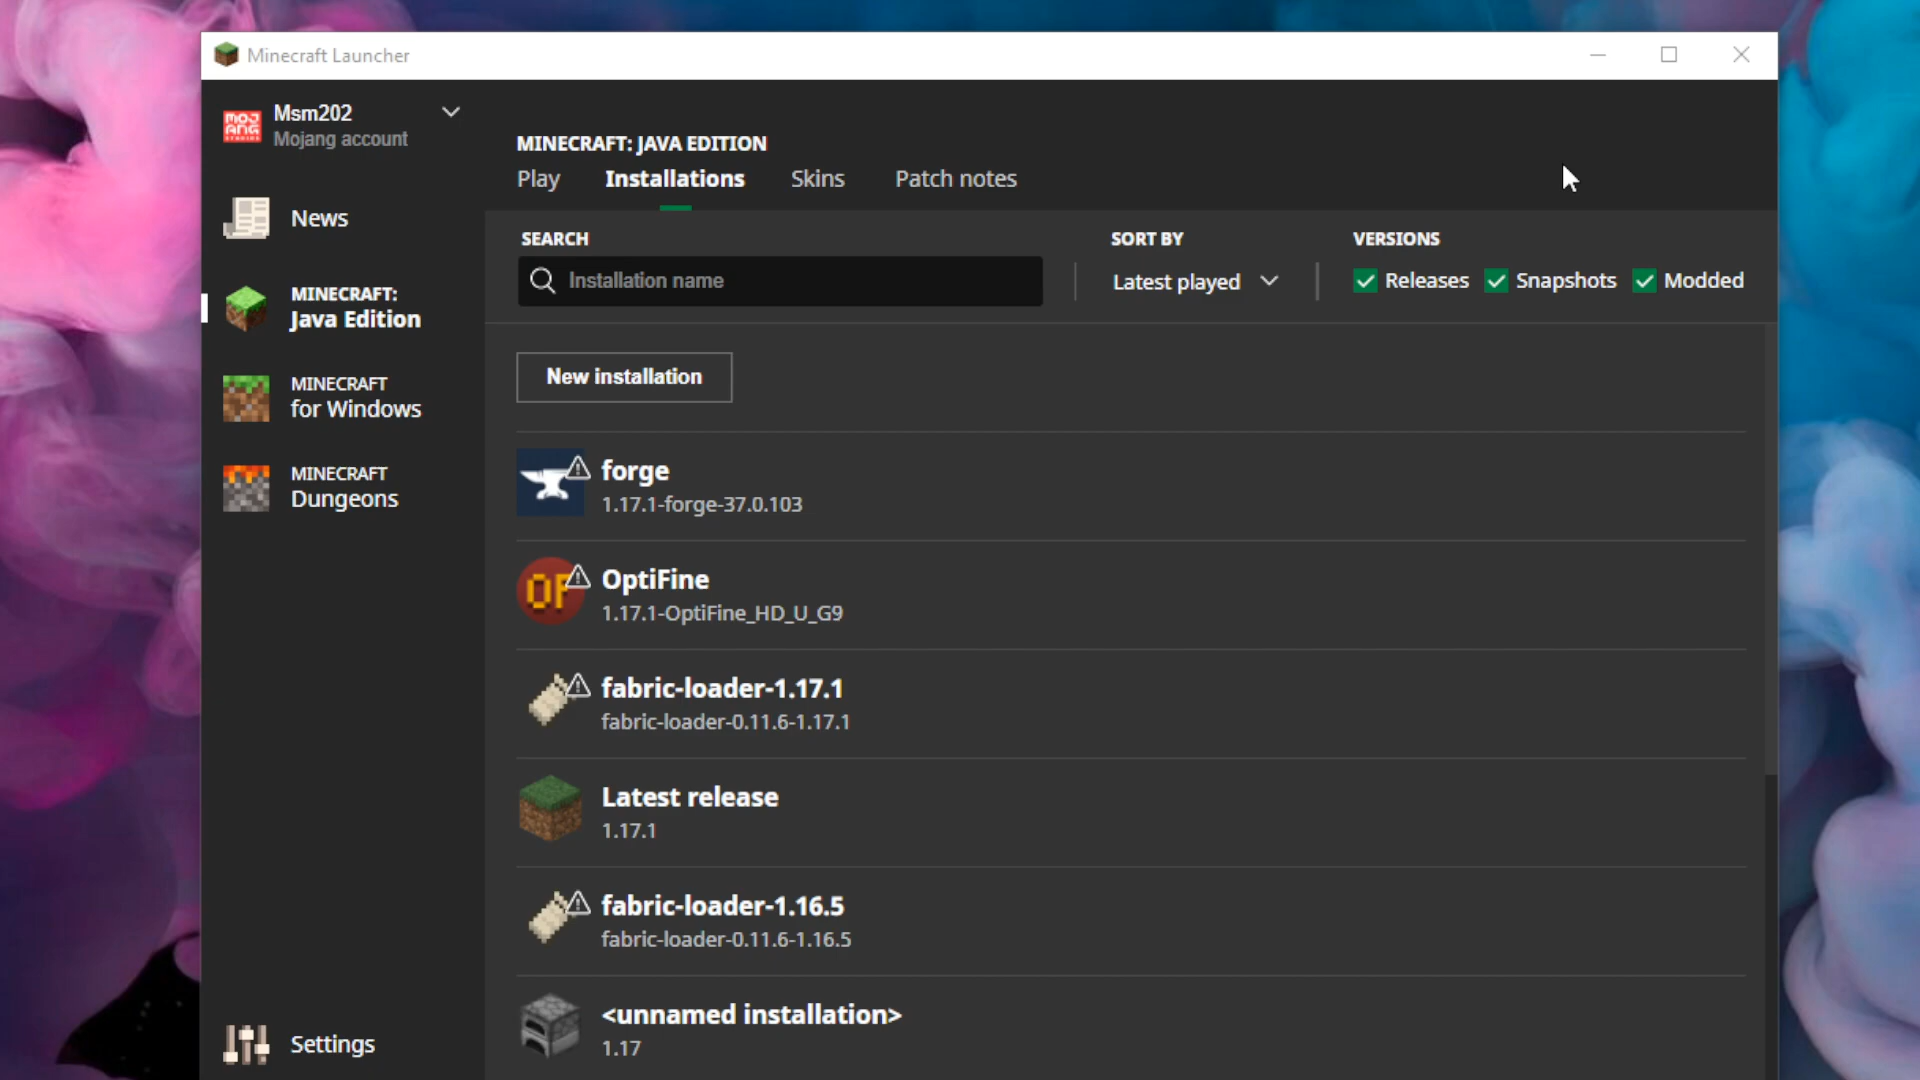 Minecraft Launcher
MOJ
ANG
STUDIOS
Msm202
Mojang account
News
MINECRAFT:
Java Edition
MINECRAFT
for Windows
MINECRAFT
Dungeons
Settings
MINECRAFT: JAVA EDITION
Play Installations Skins Patch notes
SEARCH
Installation name
SORT BY
Latest played
VERSIONS
Releases Snapshots Modded
New installation
forge
1.17.1-forge-37.0.103
OF
OptiFine
1.17.1-OptiFine_HD_U_G9
fabric-loader-1.17.1
fabric-loader-0.11.6-1.17.1
Latest release
1.17.1
fabric-loader-1.16.5
fabric-loader-0.11.6-1.16.5
<unnamed installation>
1.17